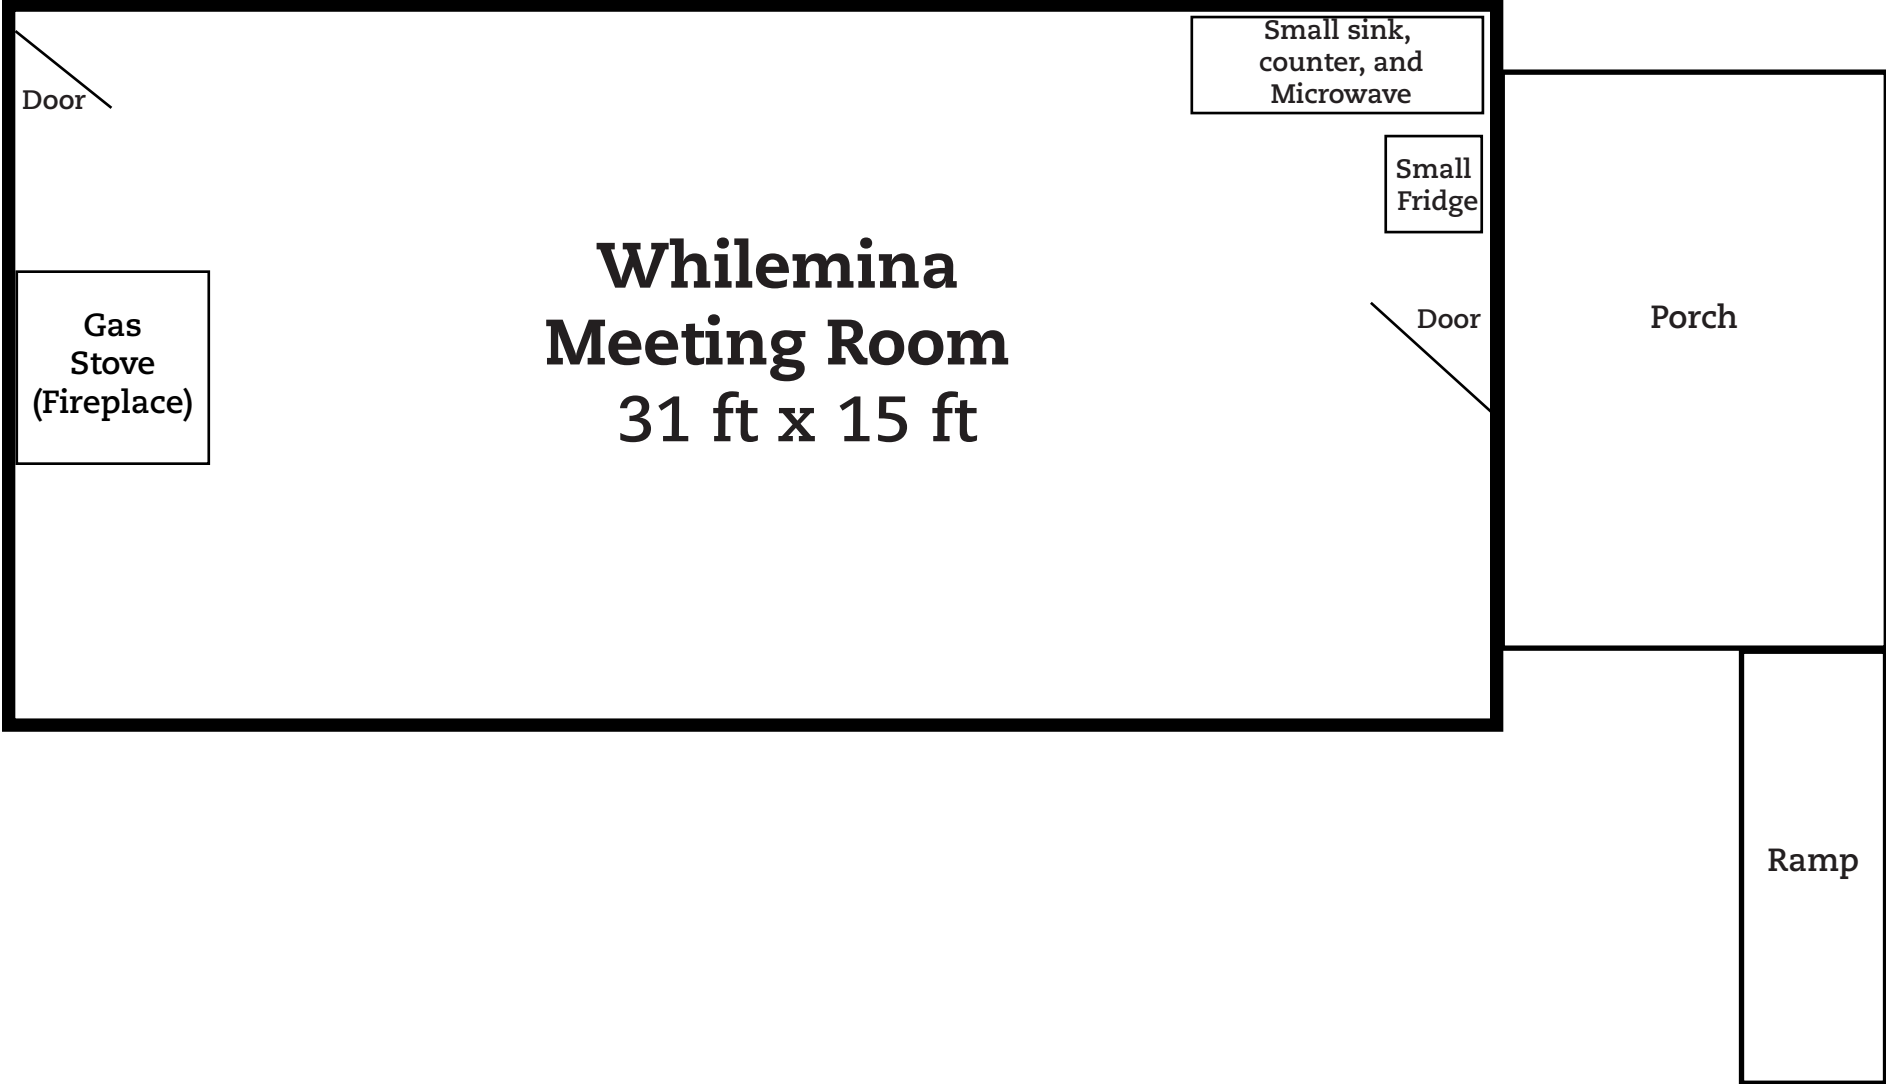 Small sink,
counter, and
Microwave
Door
Small
Fridge
Whilemina
Meeting Room
31 ft x 15 ft
Gas
Stove
(Fireplace)
Door
Porch
Ramp